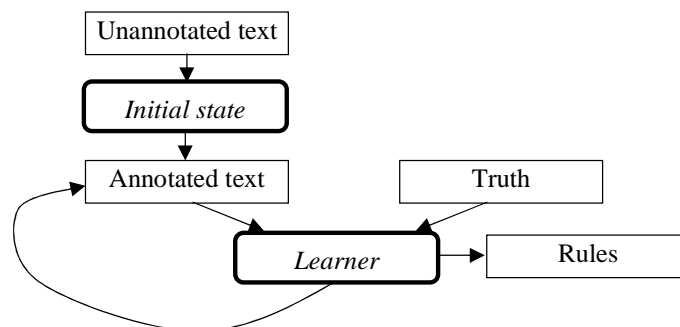 Unannotated text
Initial state
Annotated text
Truth
Learner
Rules